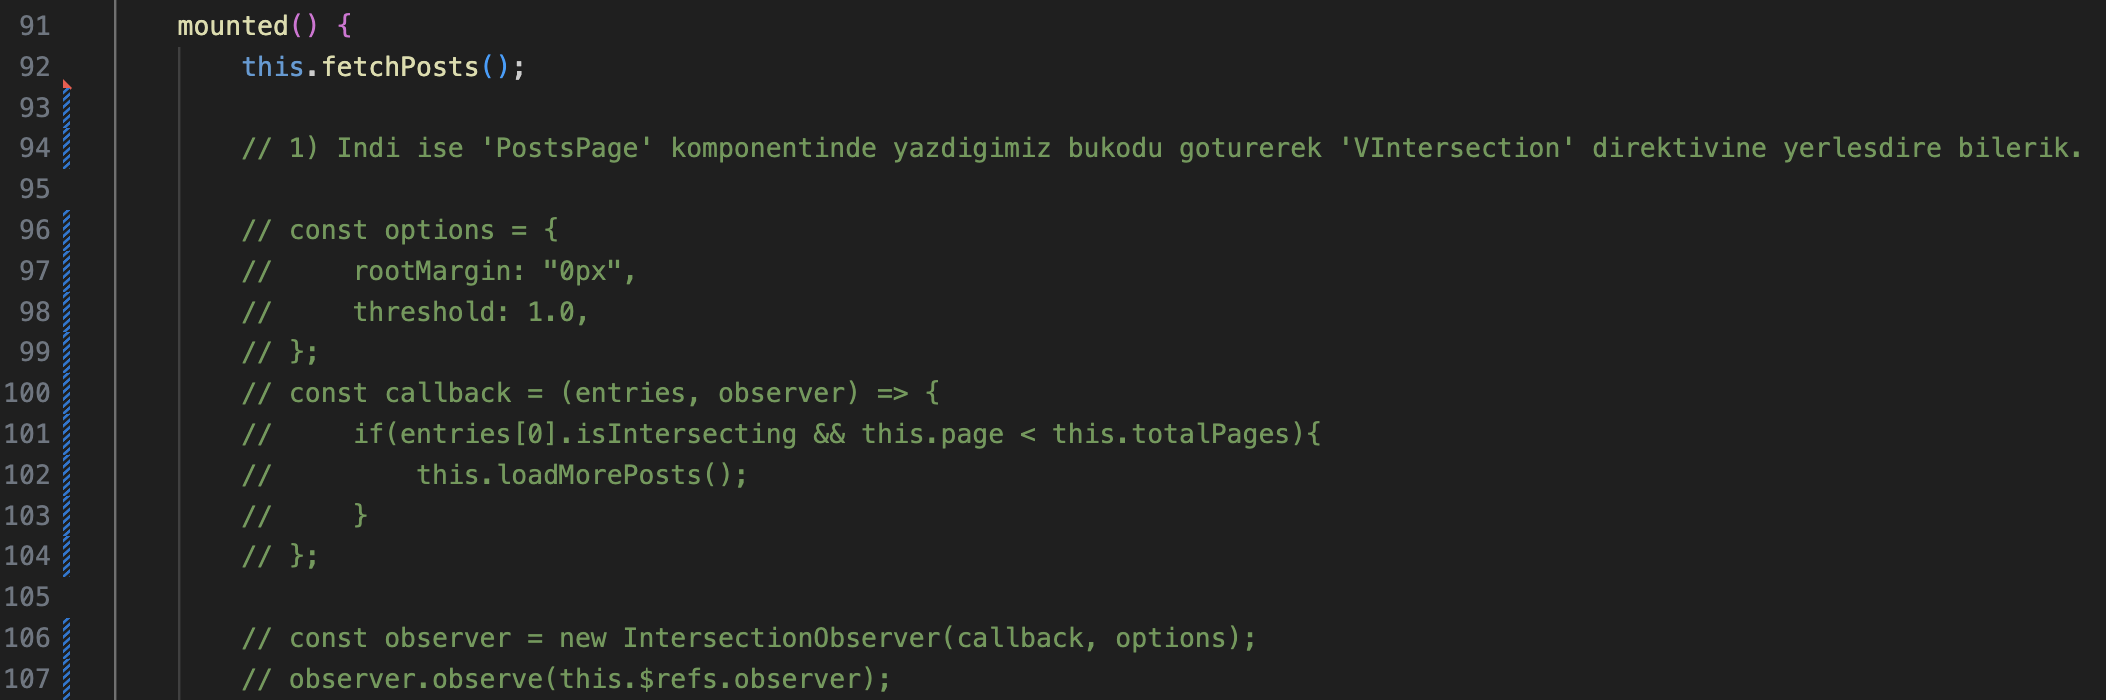 91 mounted() {
92 this.fetchPosts();
93
94 // 1) Indi ise 'PostsPage' komponentinde yazdigimiz bukodu goturerek 'VIntersection' direktivine yerlesdire bilerik.
95
96 // const options = {
97 //     rootMargin: "0px",
98 //     threshold: 1.0,
99 // };
100 // const callback = (entries, observer) => {
101 //     if(entries[0].isIntersecting && this.page < this.totalPages){
102 //         this.loadMorePosts();
103 //     }
104 // };
105
106 // const observer = new IntersectionObserver(callback, options);
107 // observer.observe(this.$refs.observer);